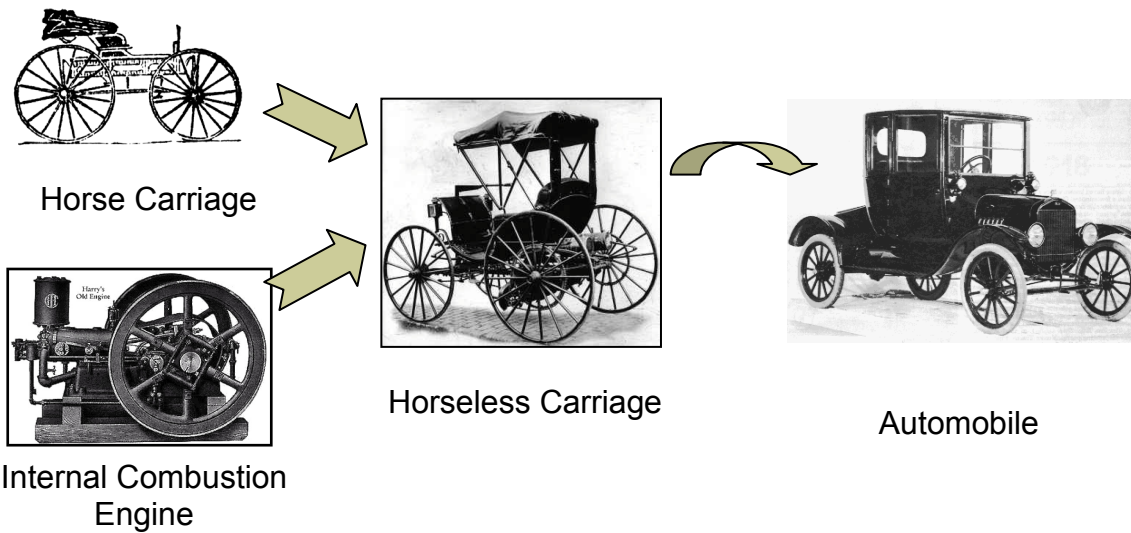 Horse Carriage
Harry's
Old Engine
Internal Combustion
Engine
Horseless Carriage
Automobile